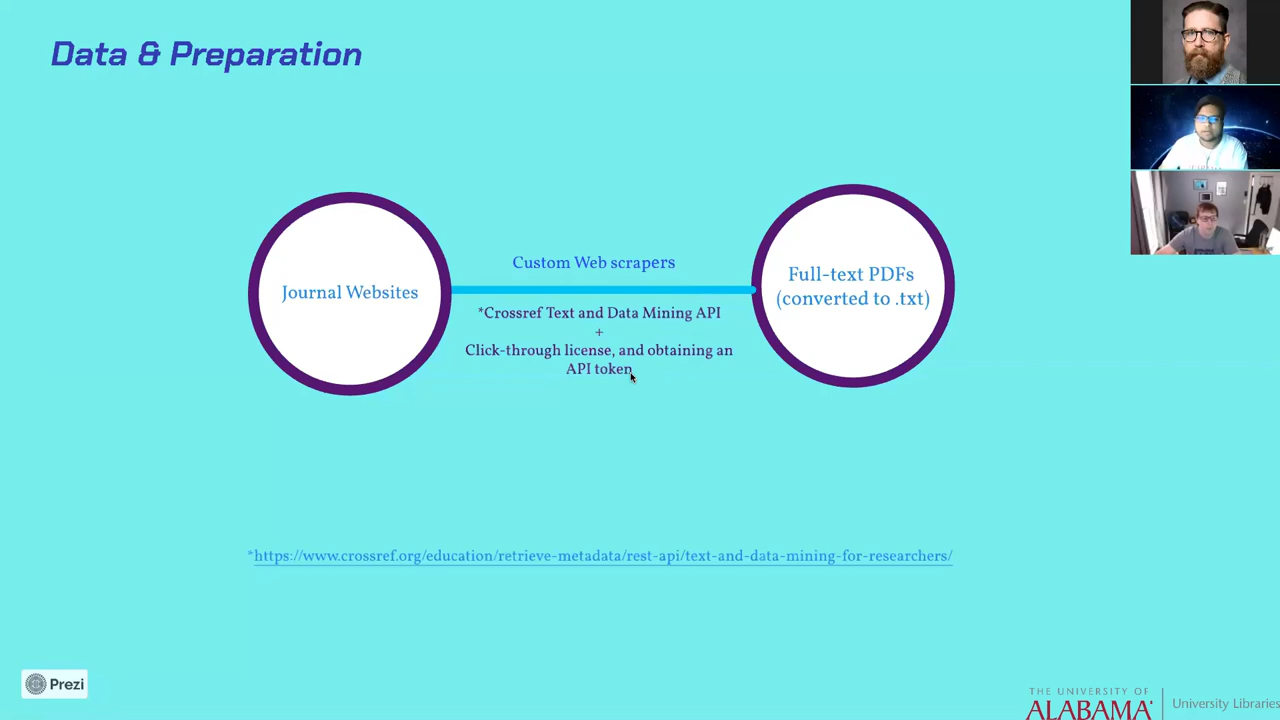 Data & Preparation
Journal Websites
Custom Web scrapers
*Crossref Text and Data Mining API
+
Click-through license, and obtaining an
API token
Full-text PDFs
(converted to .txt)
*https://www.crossref.org/education/retrieve-metadata/rest-api/text-and-data-mining-for-researchers/
Prezi
THE UNIVERSITY OF
ALABAMA
University Libraries